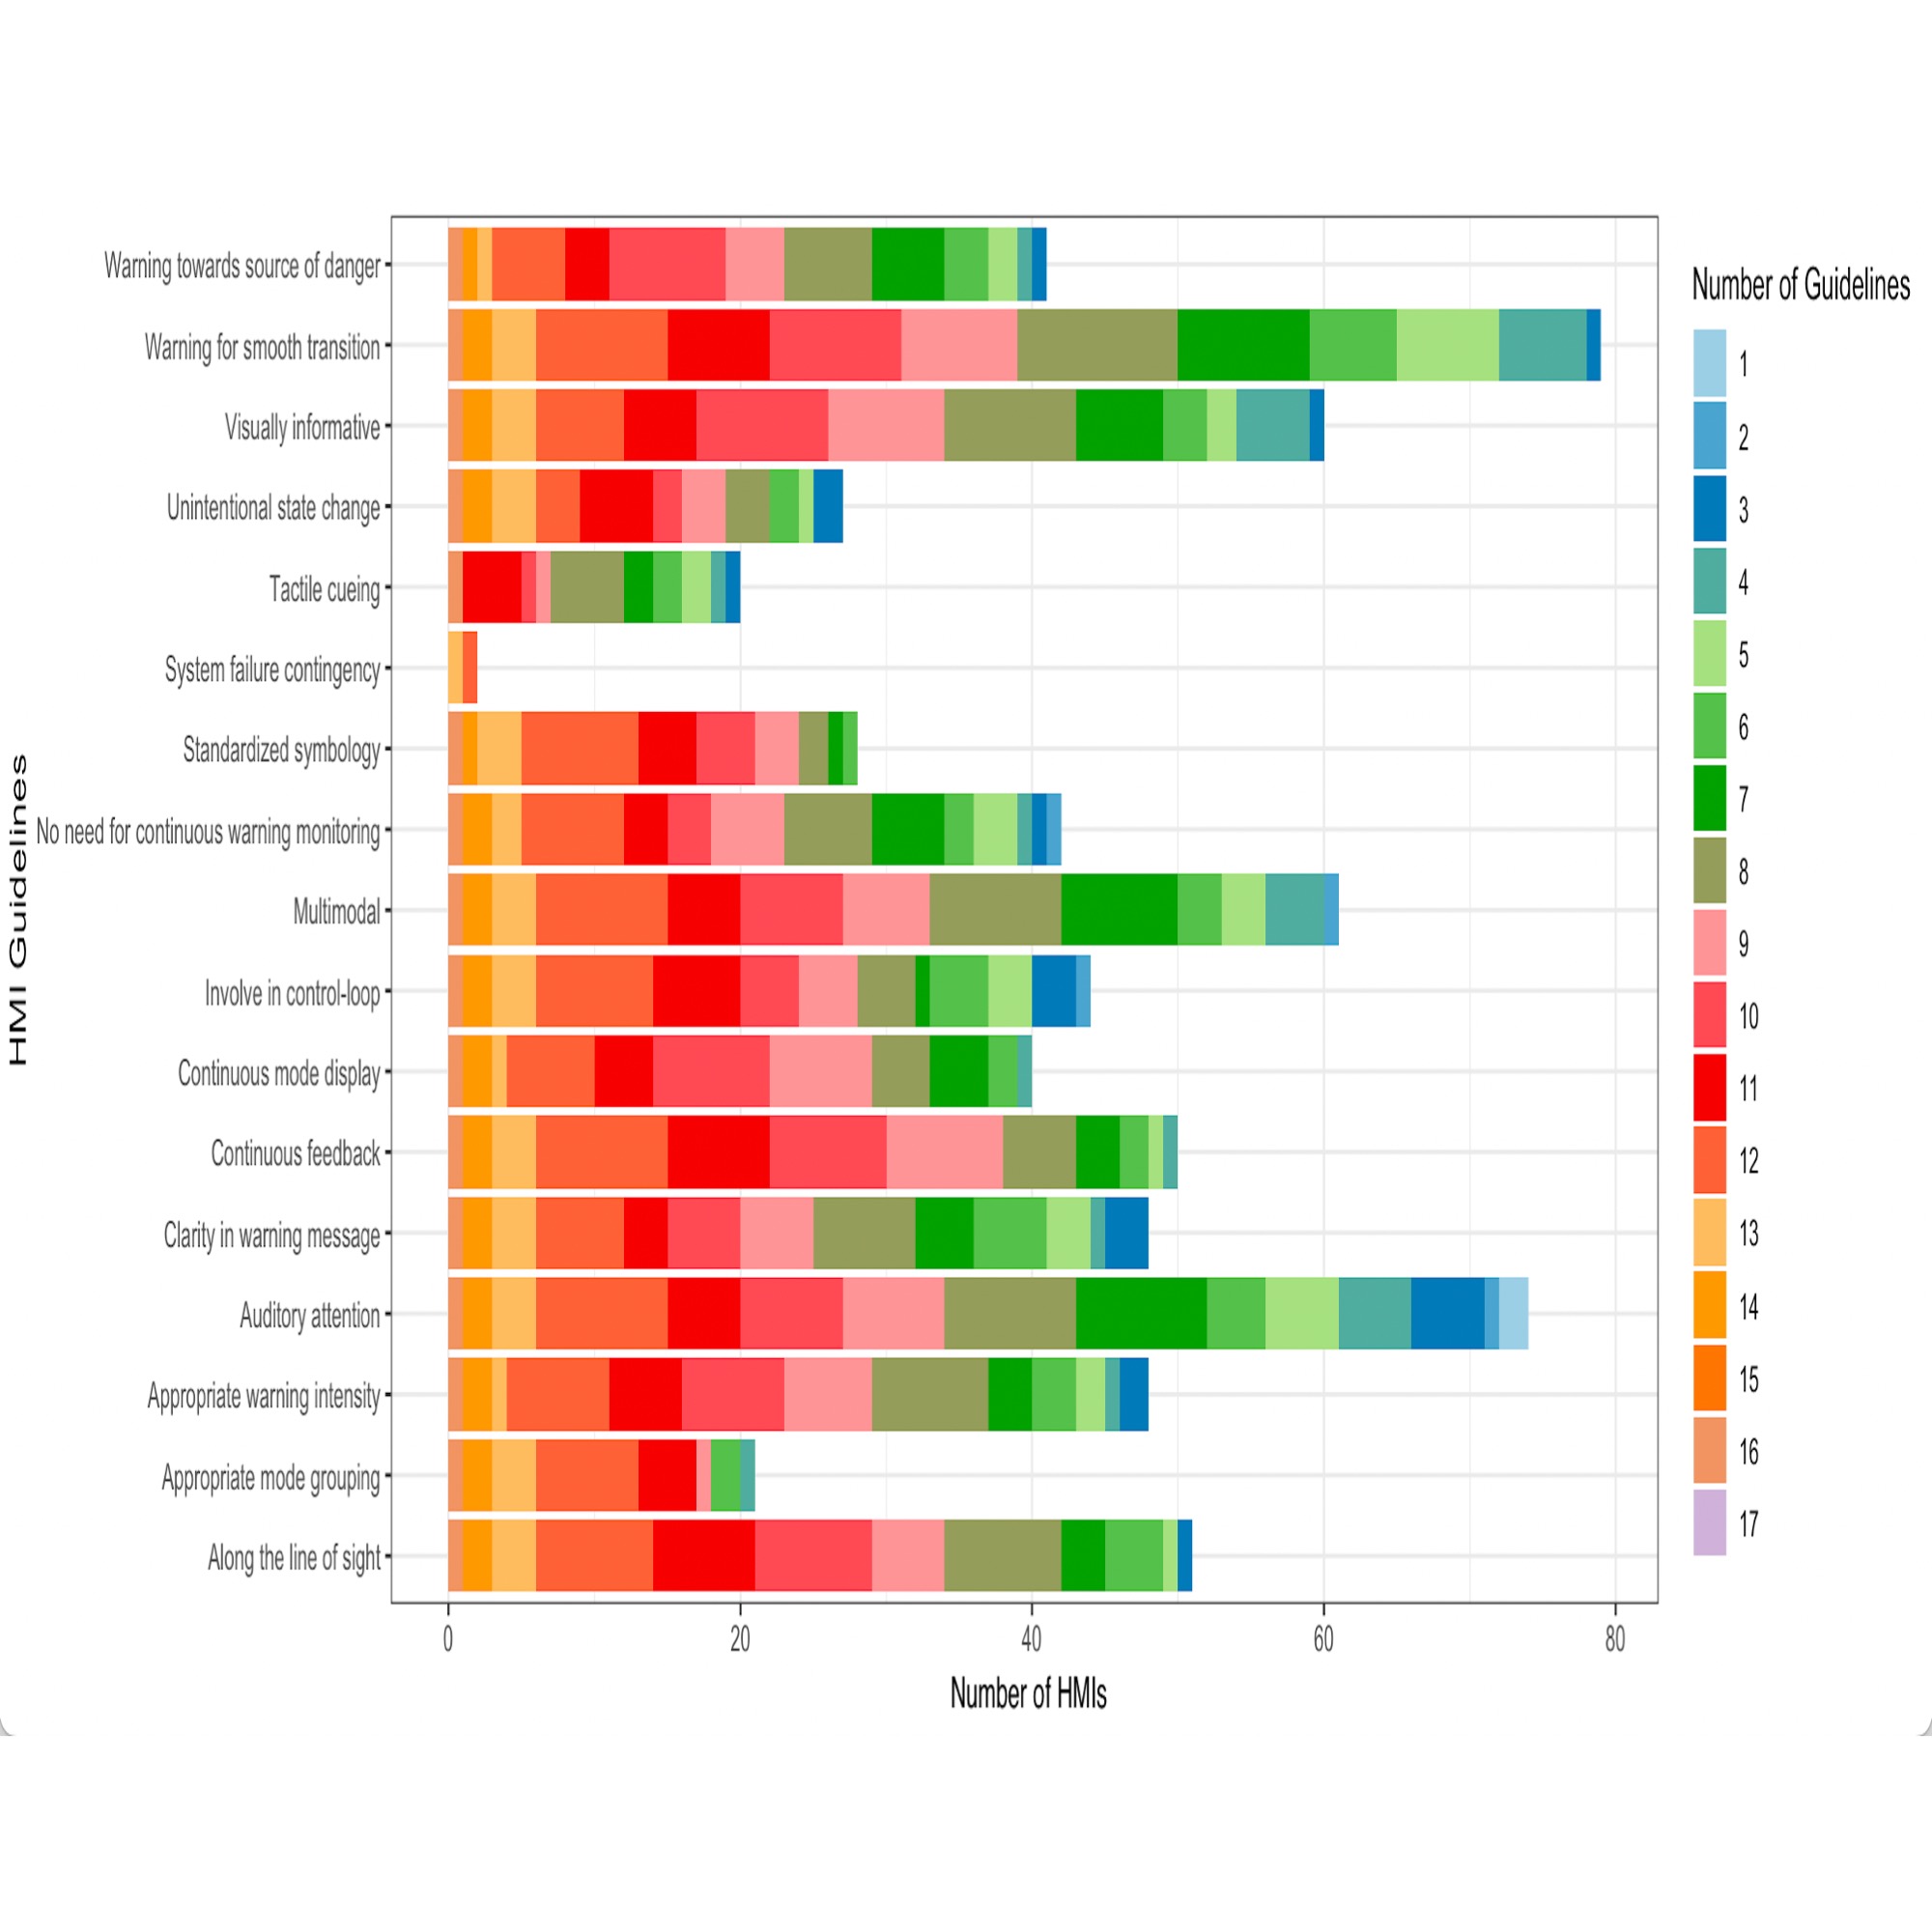 Warning towards source of danger
Warning for smooth transition
Visually informative
Unintentional state change
Tactile cueing
System failure contingency
Standardized symbology
No need for continuous warning monitoring
Multimodal
Involve in control-loop
Continuous mode display
Continuous feedback
Clarity in warning message
Auditory attention
Appropriate warning intensity
Appropriate mode grouping
Along the line of sight
HMI Guidelines
0 20 40 60 80
Number of HMIs
Number of Guidelines
1
2
3
4
5
6
7
8
9
10
11
12
13
14
15
16
17